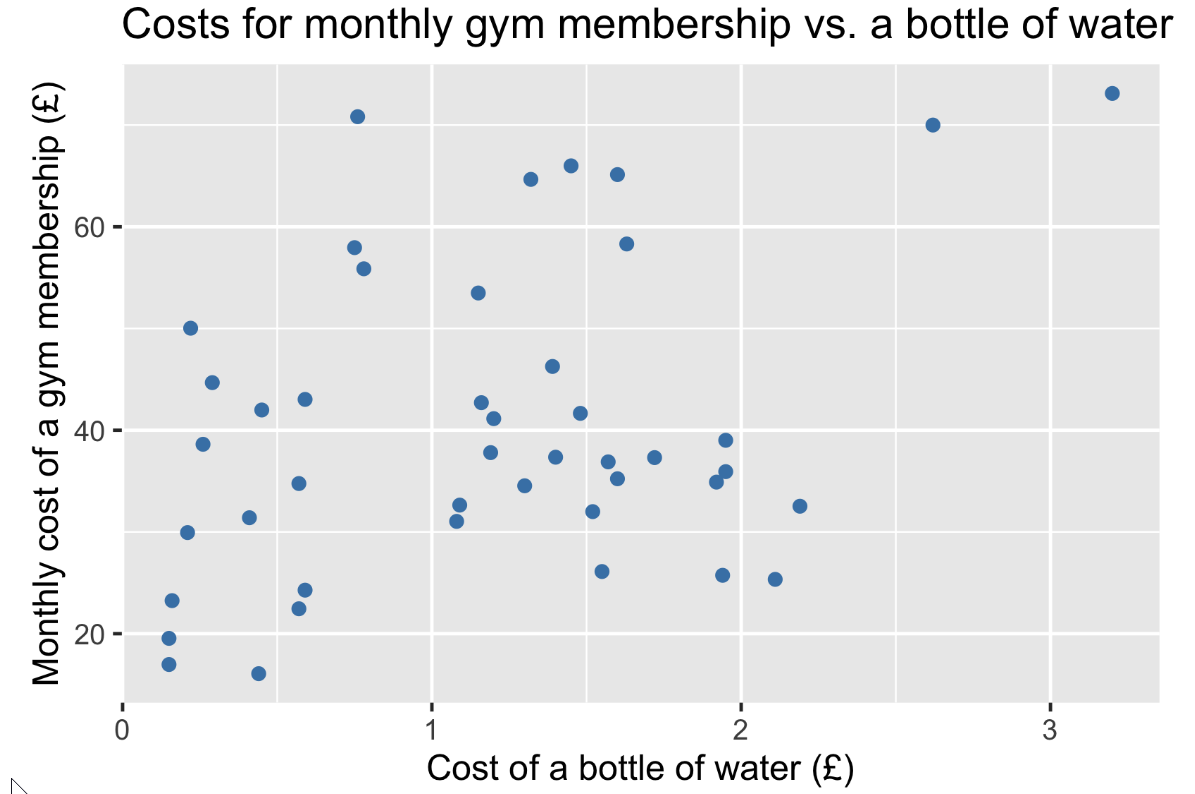 Costs for monthly gym membership vs. a bottle of water
Monthly cost of a gym membership (£)
60
40
20
0 1 2 3
Cost of a bottle of water (£)